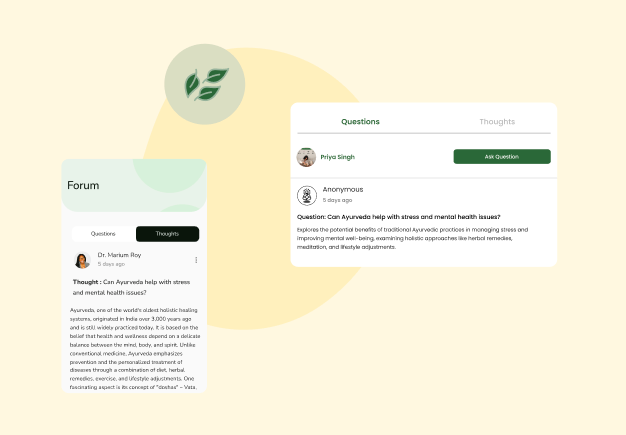 Forum
Questions
Thoughts
Dr. Marium Roy
5 days ago
Thought : Can Ayurveda help with stress
and mental health issues?
Ayurveda, one of the world's oldest holistic healing
systems, originated in India over 3,000 years ago
and is still widely practiced today. It is based on the
belief that health and wellness depend on a delicate
balance between the mind, body, and spirit. Unlike
conventional medicine, Ayurveda emphasizes
prevention and the personalized treatment of
diseases through a combination of diet, herbal
remedies, exercise, and lifestyle adjustments. One
fascinating aspect is its concept of "doshas" – Vata,
Questions
Thoughts
Priya Singh
Ask Question
Anonymous
5 days ago
Question: Can Ayurveda help with stress and mental health issues?
Explores the potential benefits of traditional Ayurvedic practices in managing stress and
improving mental well-being, examining holistic approaches like herbal remedies,
meditation, and lifestyle adjustments.